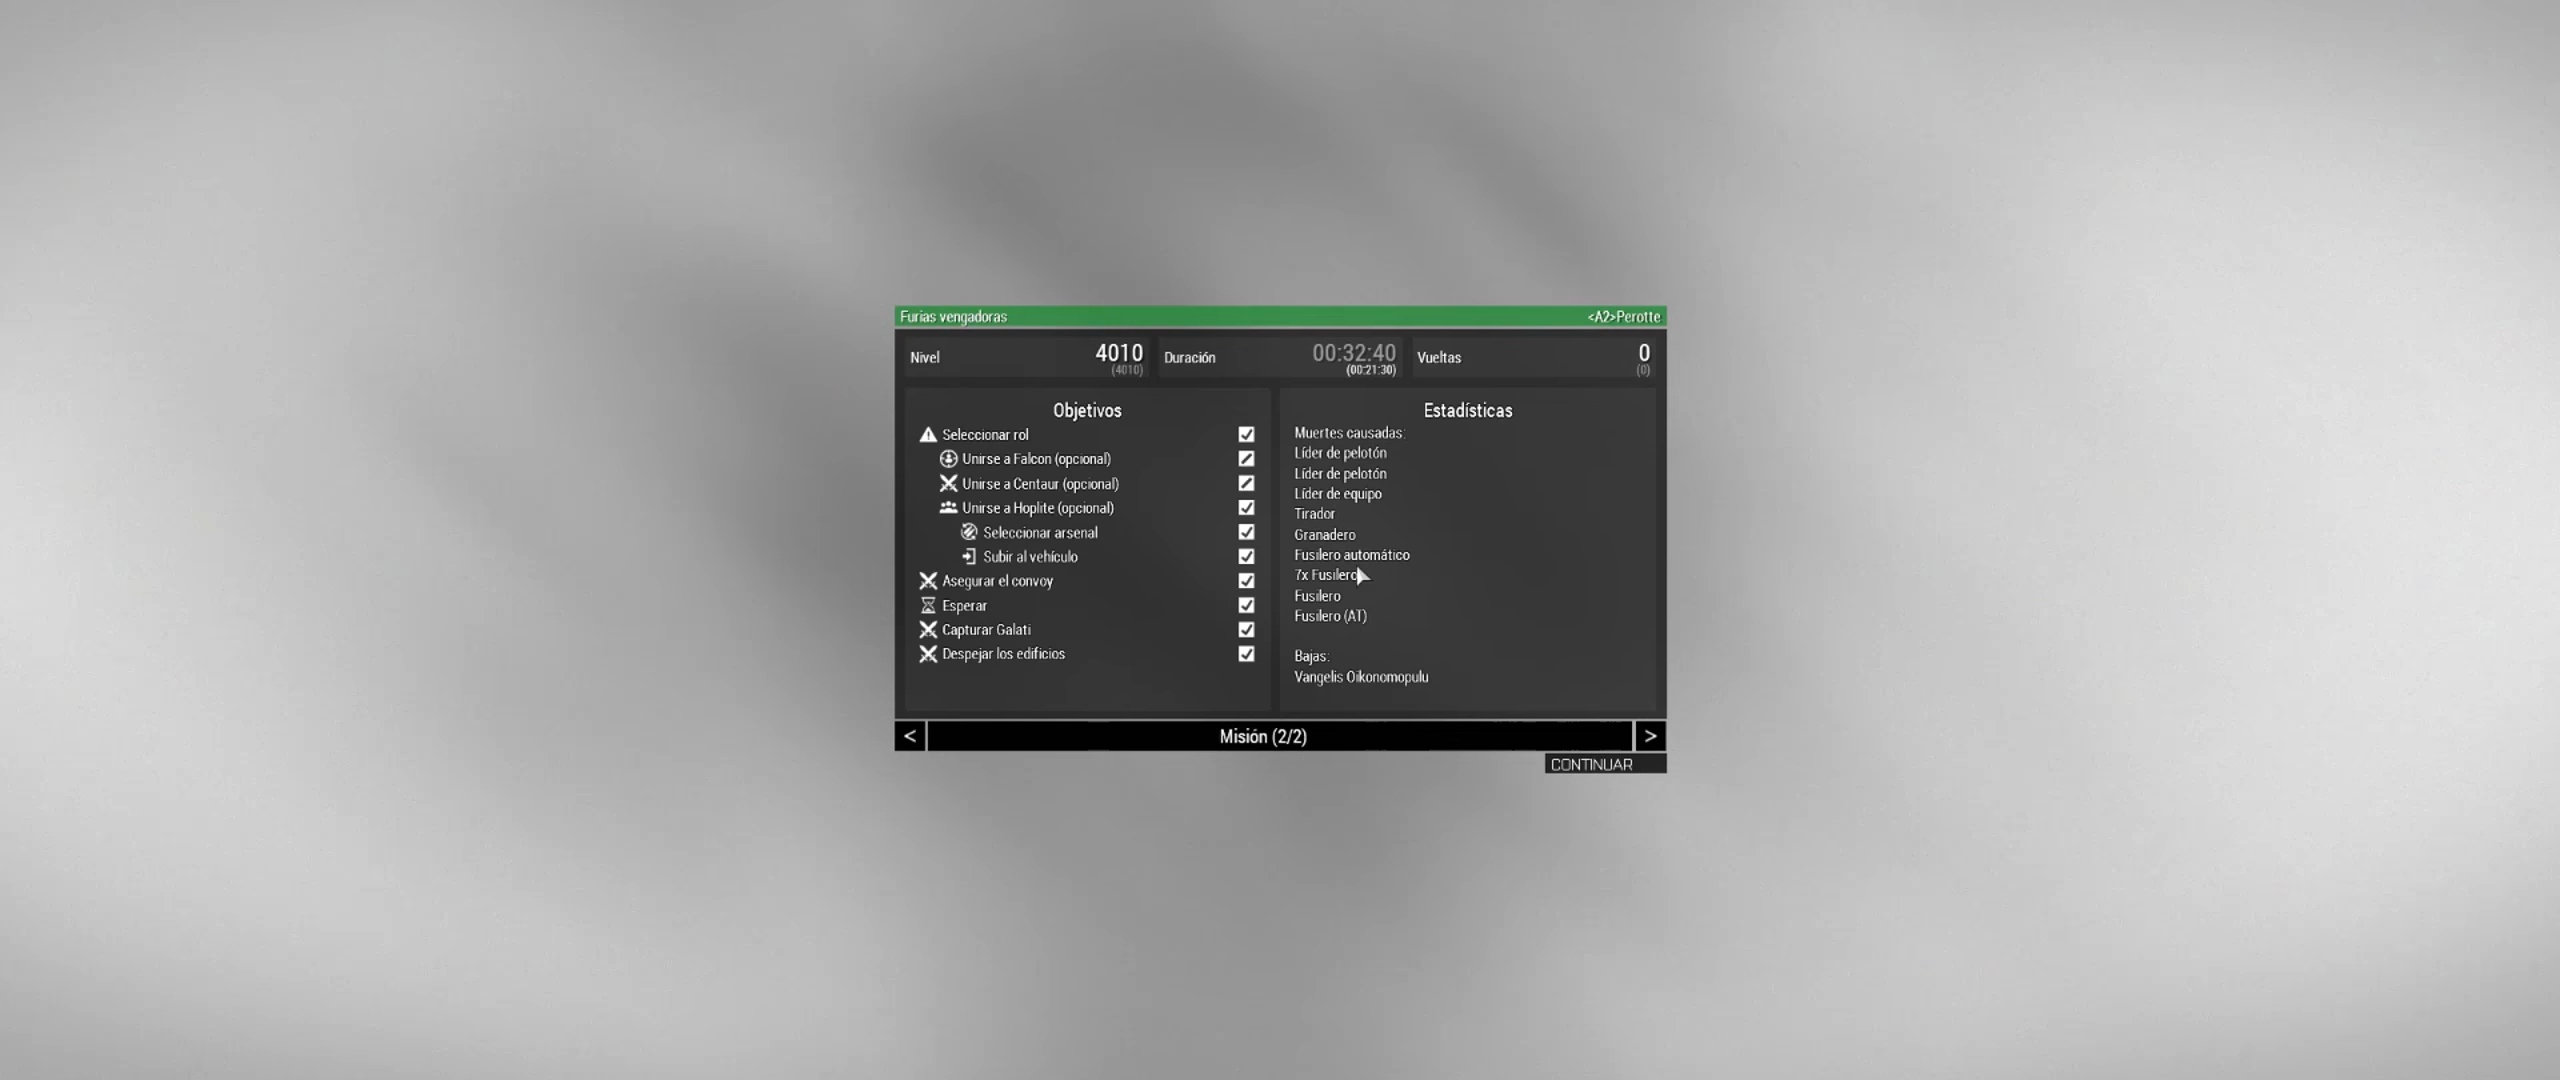 Furias vengadoras <A2>Perotte
Nivel 4010 Duración 00:32:40 Vueltas 0
(4010) (00:21:30) (0)
Objetivos
Seleccionar rol
Unirse a Falcon (opcional)
Unirse a Centaur (opcional)
Unirse a Hoplite (opcional)
Seleccionar arsenal
Subir al vehículo
Asegurar el convoy
Esperar
Capturar Galati
Despejar los edificios
Estadísticas
Muertes causadas:
Líder de pelotón
Líder de pelotón
Líder de equipo
Tirador
Granadero
Fusilero automático
7x Fusilero
Fusilero
Fusilero (AT)
Bajas:
Vangelis Oikonomopulu
< Misión (2/2) >
CONTINUAR